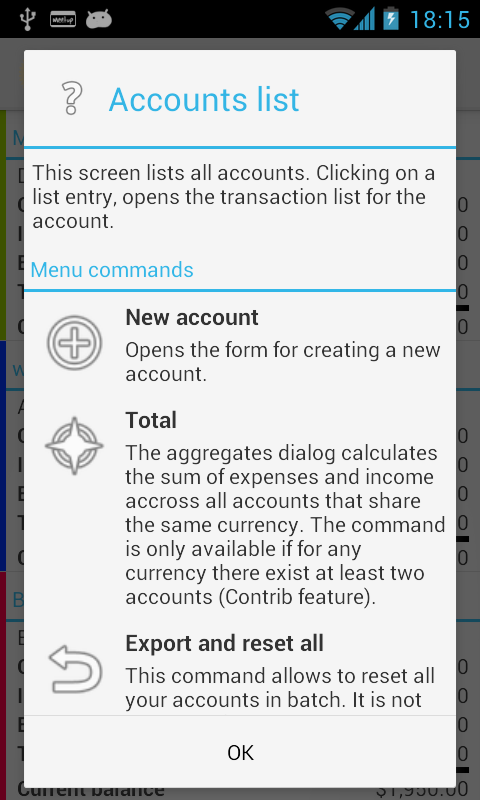 18:15
Accounts list
This screen lists all accounts. Clicking on a
list entry, opens the transaction list for the
account.
Menu commands
New account
Opens the form for creating a new
account.
Total
The aggregates dialog calculates
the sum of expenses and income
accross all accounts that share
the same currency. The command
is only available if for any
currency there exist at least two
accounts (Contrib feature).
Export and reset all
This command allows to reset all
your accounts in batch. It is not
OK
Current balance $1,950.00